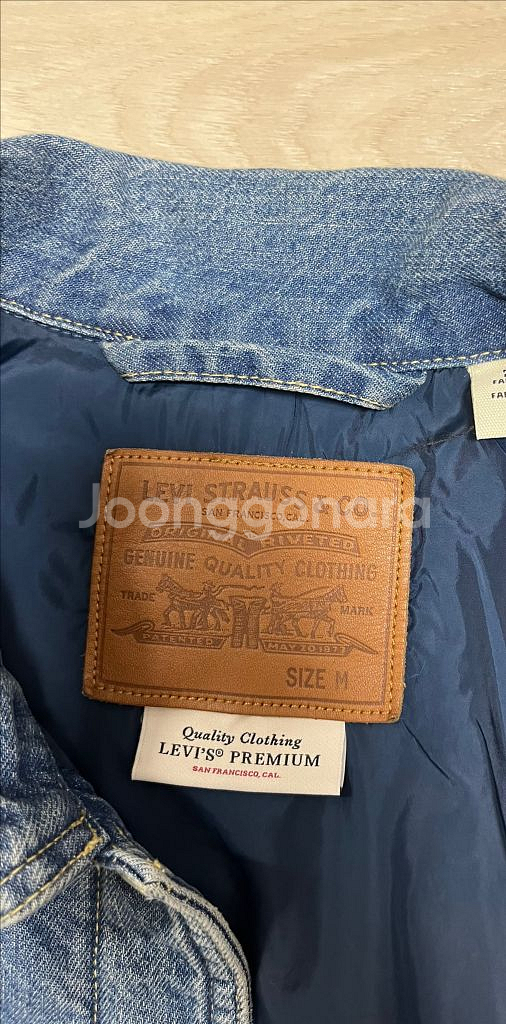 LEVI STRAUSS & CO
SAN FRANCISCO, CAL.
Joonggonara
ORIGINAL RIVETED
GENUINE QUALITY CLOTHING
TRADE MARK
PATENTED MAY 20 1873
SIZE M
Quality Clothing
LEVI'S® PREMIUM
SAN FRANCISCO, CAL.